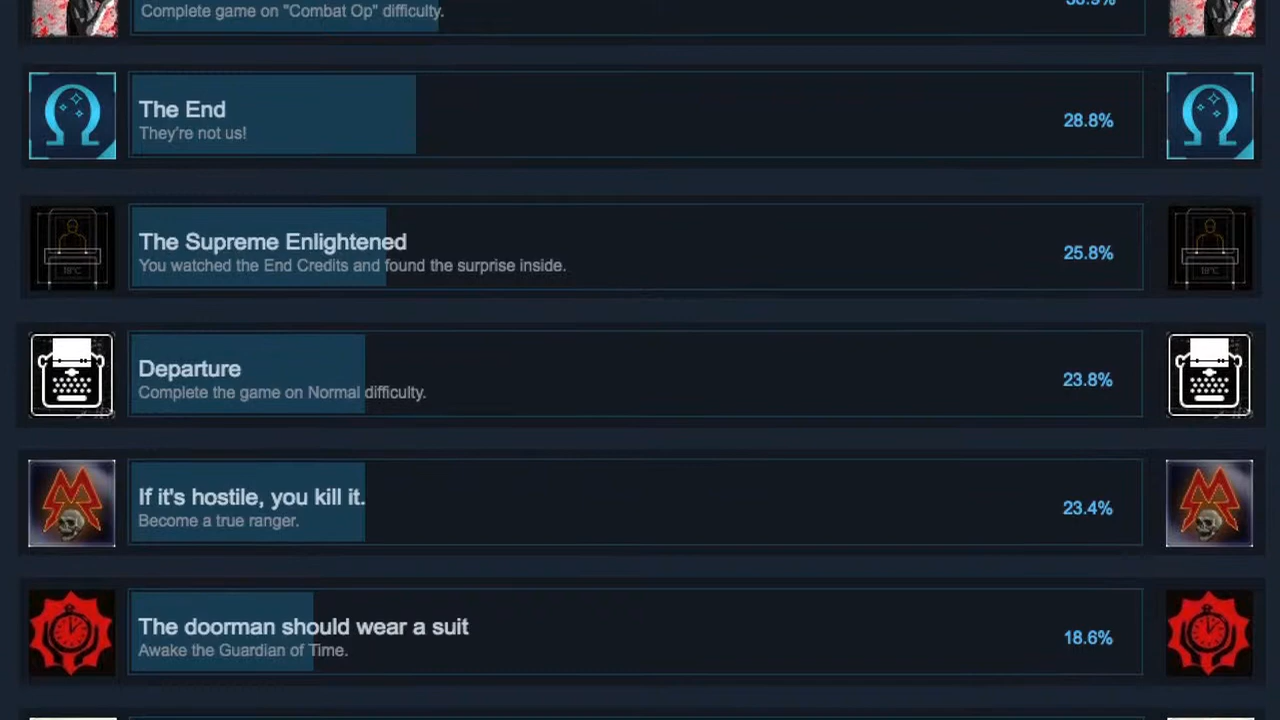 Complete game on "Combat Op" difficulty.
The End
They're not us!
28.8%
The Supreme Enlightened
You watched the End Credits and found the surprise inside.
25.8%
Departure
Complete the game on Normal difficulty.
23.8%
If it's hostile, you kill it.
Become a true ranger.
23.4%
The doorman should wear a suit
Awake the Guardian of Time.
18.6%